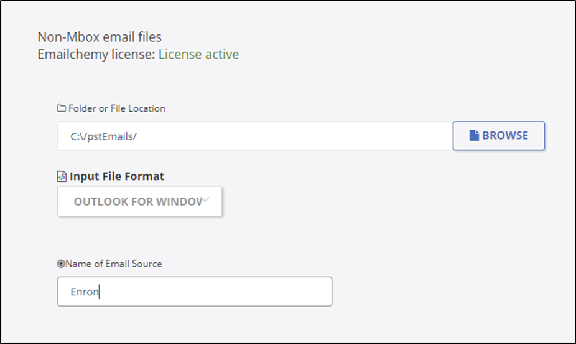 Non-Mbox email files
Emailchemy license: License active
Folder or File Location
C:\/pstEmails/
BROWSE
Input File Format
OUTLOOK FOR WINDOW
Name of Email Source
Enron